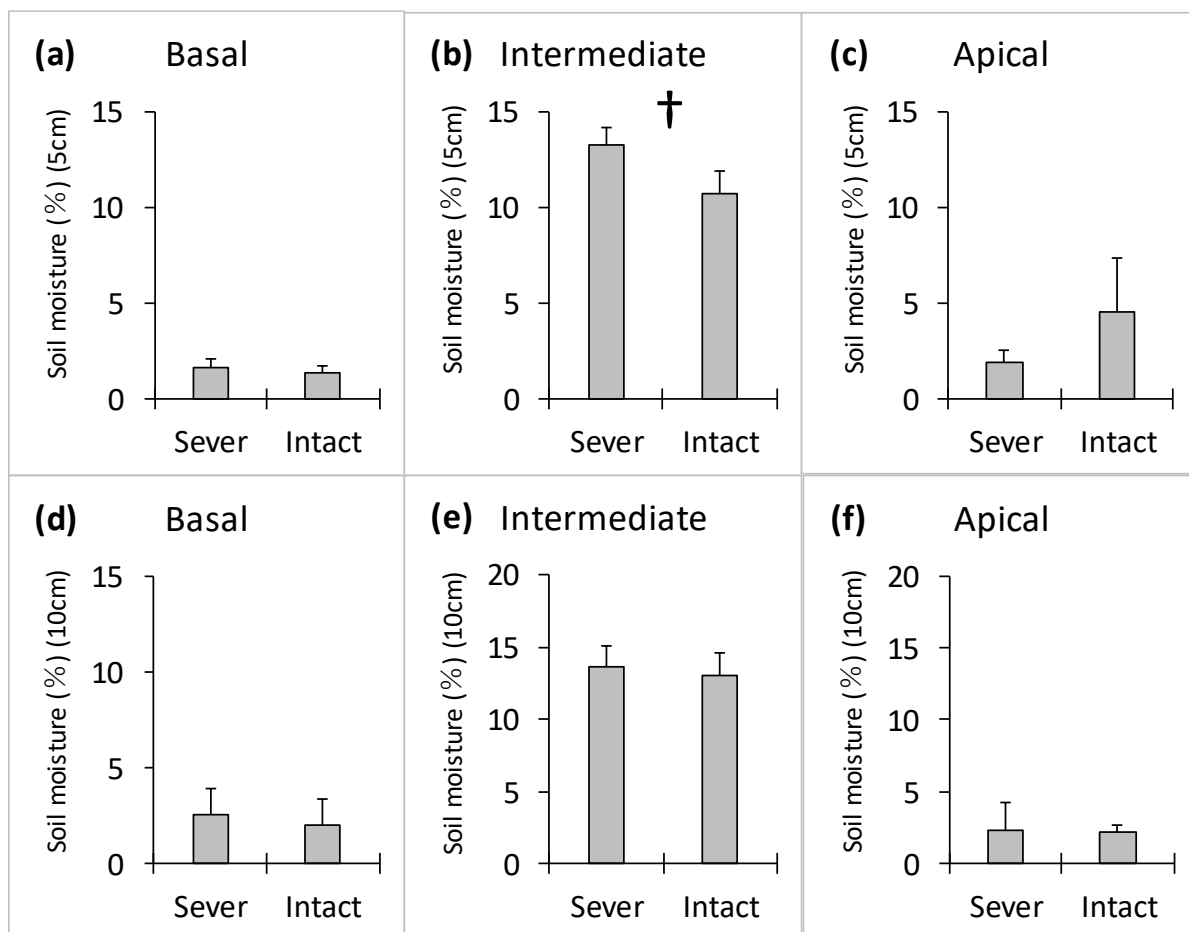 (a) Basal
Soil moisture (%) (5cm)
15
10
5
0
Sever Intact
(b) Intermediate
†
Soil moisture (%) (5cm)
15
10
5
0
Sever Intact
(c) Apical
Soil moisture (%) (5cm)
15
10
5
0
Sever Intact
(d) Basal
Soil moisture (%) (10cm)
15
10
5
0
Sever Intact
(e) Intermediate
Soil moisture (%) (10cm)
20
15
10
5
0
Sever Intact
(f) Apical
Soil moisture (%) (10cm)
20
15
10
5
0
Sever Intact